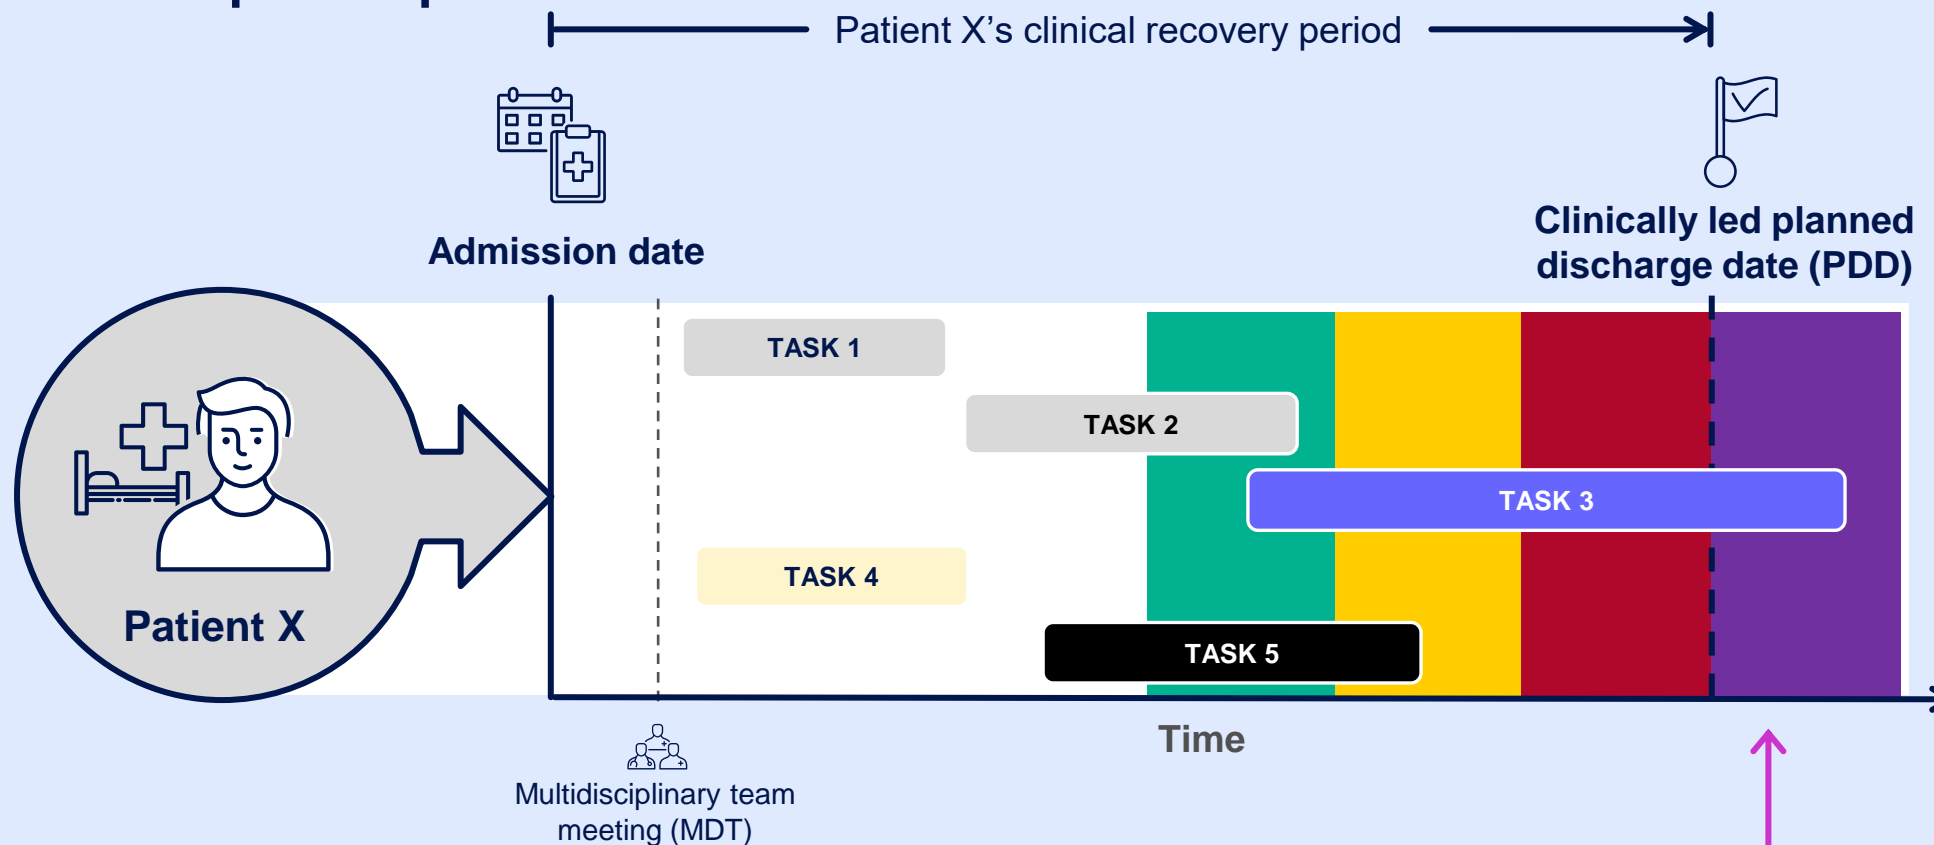 Patient X’s clinical recovery period
Admission date
Clinically led planned
discharge date (PDD)
TASK 1
TASK 2
TASK 3
TASK 4
TASK 5
Patient X
Time
Multidisciplinary team
meeting (MDT)